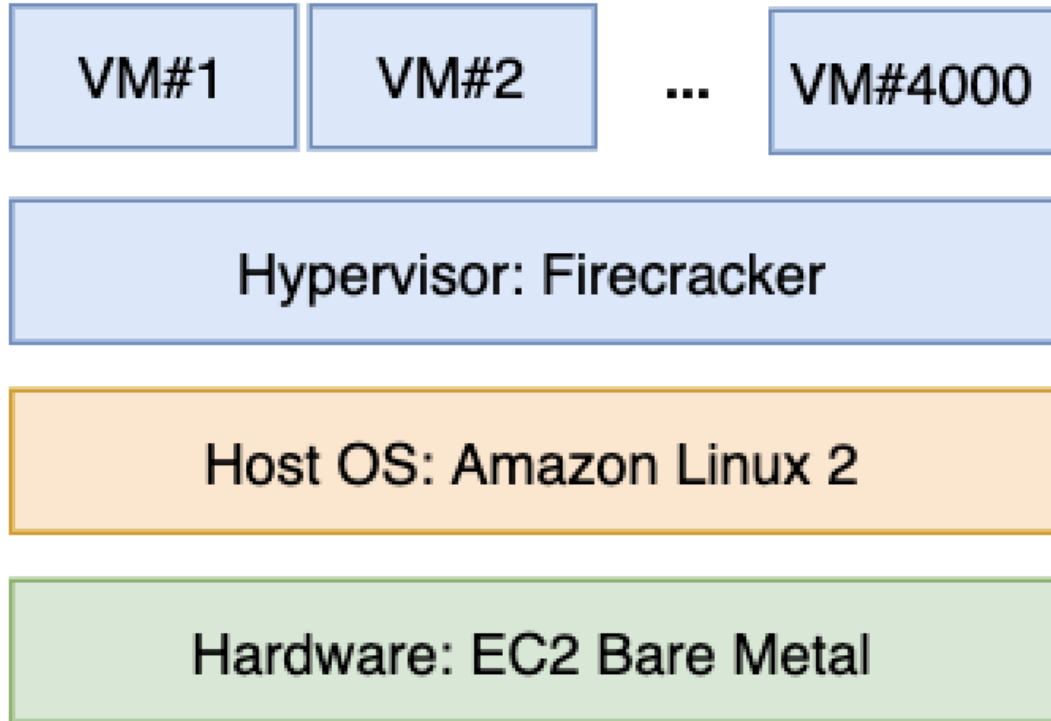 VM#1 VM#2 ... VM#4000
Hypervisor: Firecracker
Host OS: Amazon Linux 2
Hardware: EC2 Bare Metal